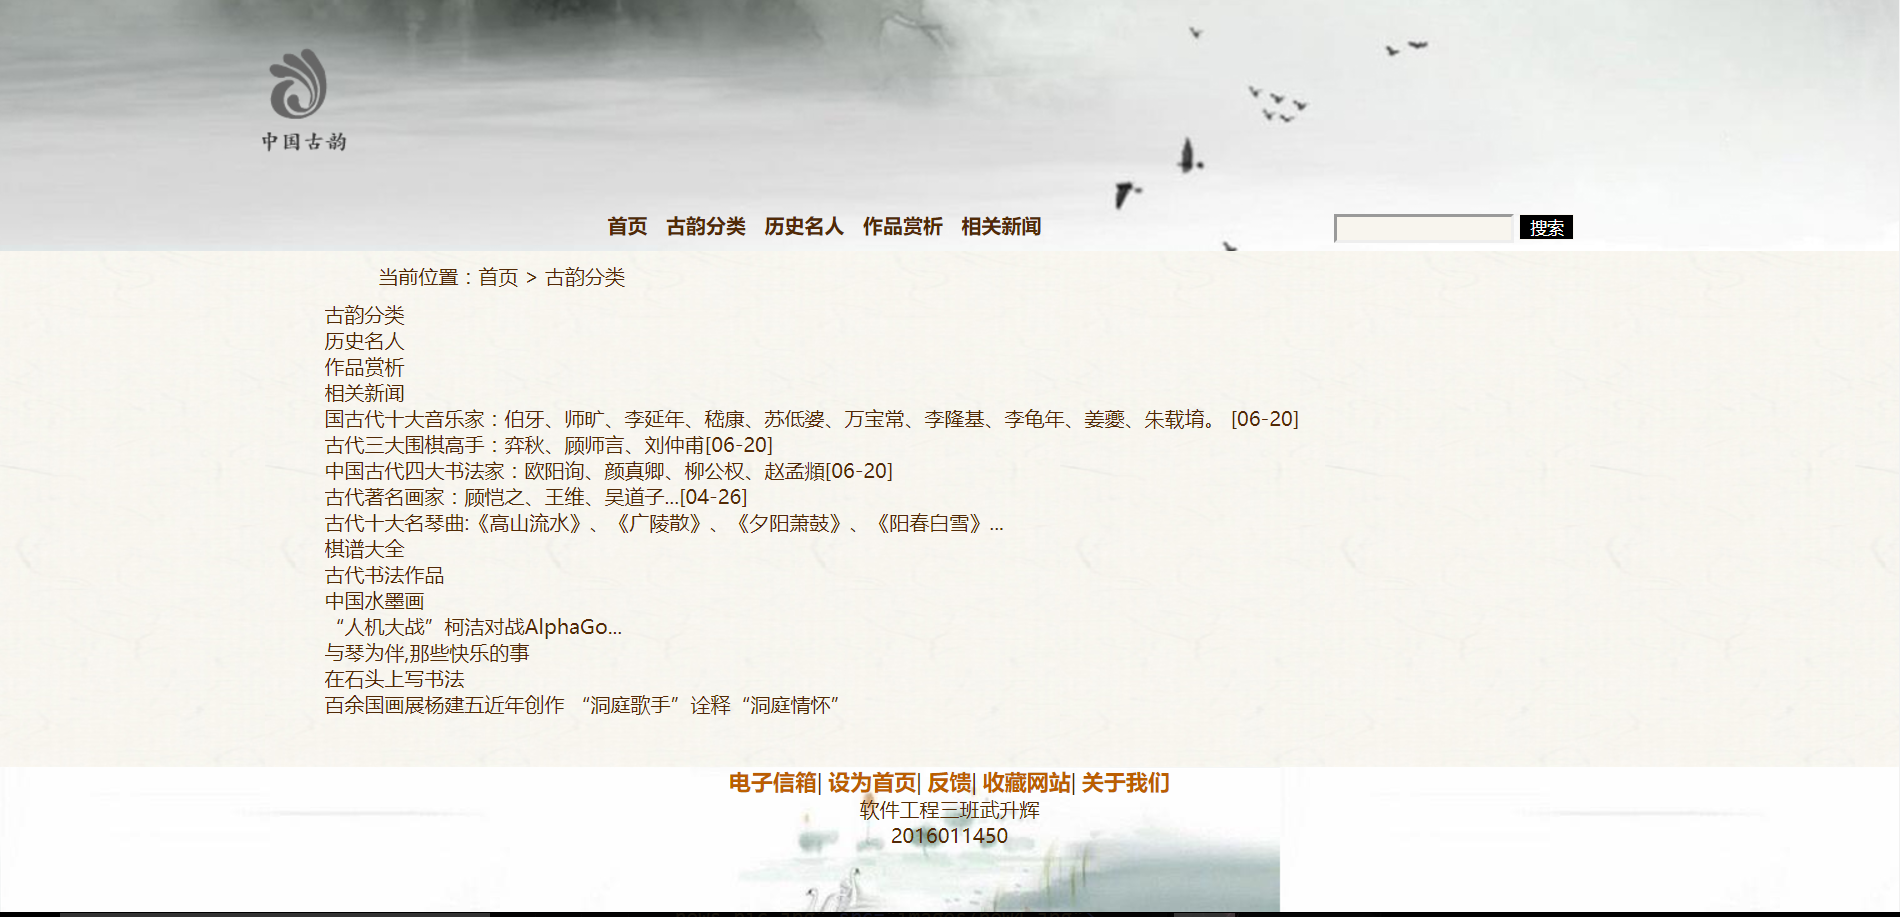 中国古韵
首页 古韵分类 历史名人 作品赏析 相关新闻 搜索
当前位置：首页 > 古韵分类
古韵分类
历史名人
作品赏析
相关新闻
国古代十大音乐家：伯牙、师旷、李延年、嵇康、苏低婆、万宝常、李隆基、李龟年、姜夔、朱载堉。 [06-20]
古代三大围棋高手：弈秋、顾师言、刘仲甫[06-20]
中国古代四大书法家：欧阳询、颜真卿、柳公权、赵孟頫[06-20]
古代著名画家：顾恺之、王维、吴道子...[04-26]
古代十大名琴曲:《高山流水》、《广陵散》、《夕阳萧鼓》、《阳春白雪》...
棋谱大全
古代书法作品
中国水墨画
“人机大战”柯洁对战AlphaGo...
与琴为伴,那些快乐的事
在石头上写书法
百余国画展杨建五近年创作 “洞庭歌手”诠释“洞庭情怀”
电子信箱| 设为首页| 反馈| 收藏网站| 关于我们
软件工程三班武升辉
2016011450